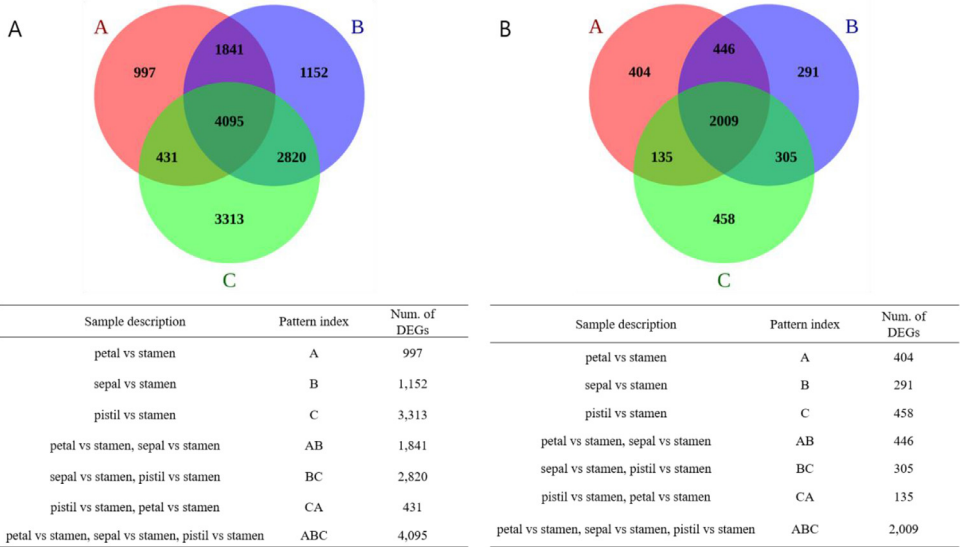 A
A
B
1841
997
1152
4095
431
2820
3313
C
Sample description Pattern index Num. of
DEGs
petal vs stamen A 997
sepal vs stamen B 1,152
pistil vs stamen C 3,313
petal vs stamen, sepal vs stamen AB 1,841
sepal vs stamen, pistil vs stamen BC 2,820
pistil vs stamen, petal vs stamen CA 431
petal vs stamen, sepal vs stamen, pistil vs stamen ABC 4,095
B
A
B
446
404
291
2009
135
305
458
C
Sample description Pattern index Num. of
DEGs
petal vs stamen A 404
sepal vs stamen B 291
pistil vs stamen C 458
petal vs stamen, sepal vs stamen AB 446
sepal vs stamen, pistil vs stamen BC 305
pistil vs stamen, petal vs stamen CA 135
petal vs stamen, sepal vs stamen, pistil vs stamen ABC 2,009